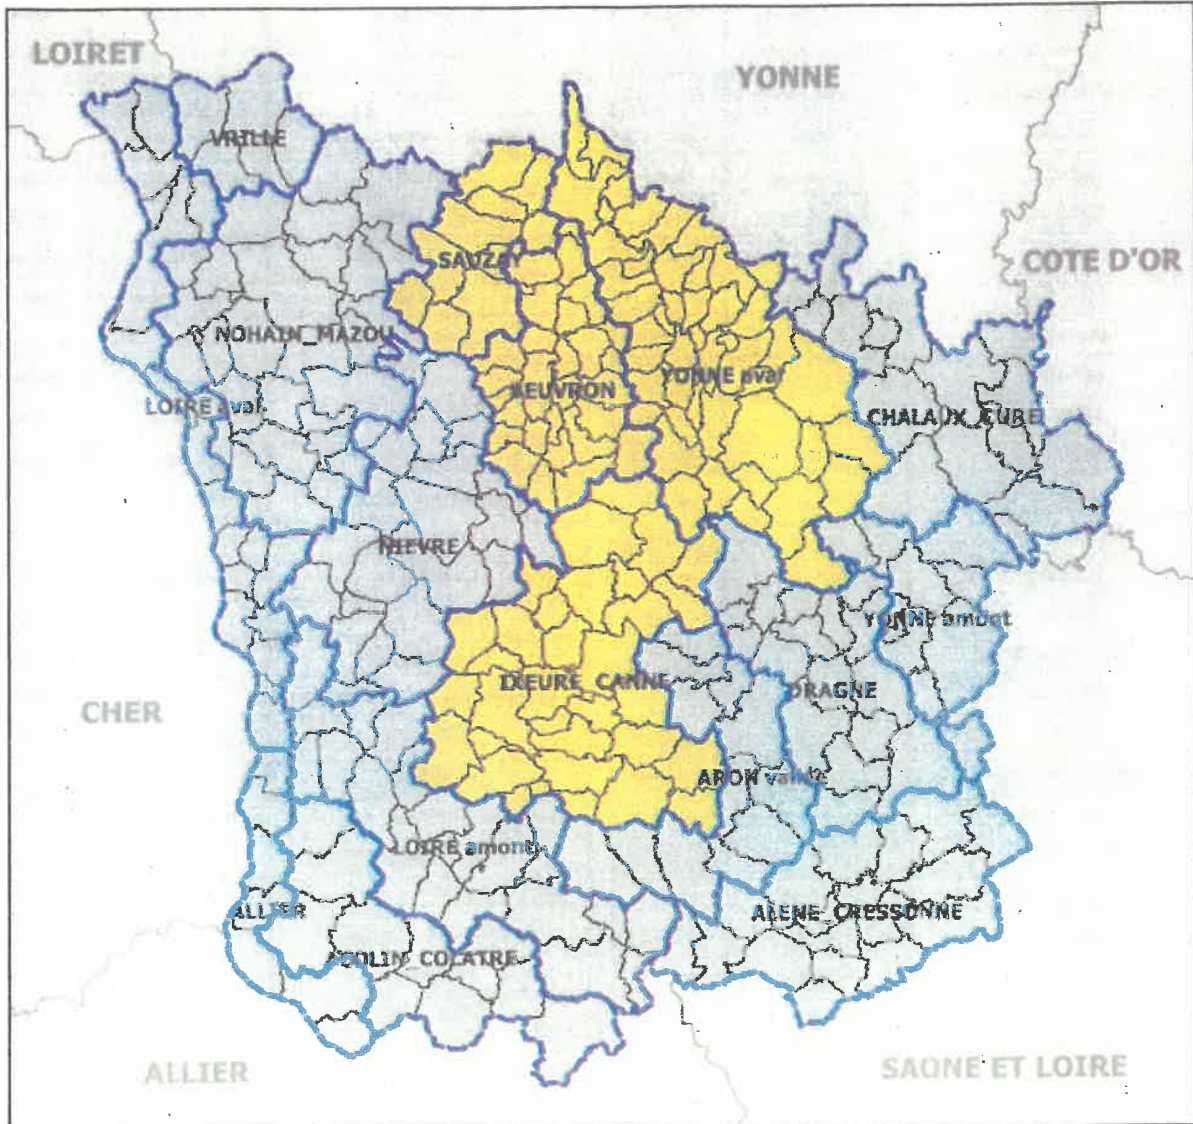 LOIRET
YONNE
VRILLE
SAUZAY
COTE D'OR
NOHAIN_MAZOU
BEUVRON
YONNE aval
LOIRE aval
CHALAUX_CURE
NIEVRE
YONNE amont
IXEURE_CANNE
DRAGNE
CHER
ARON
LOIRE amont
ALLIER
ALENE_CRESSONNE
ACOLIN_COLATRE
ALLIER
SAONE ET LOIRE